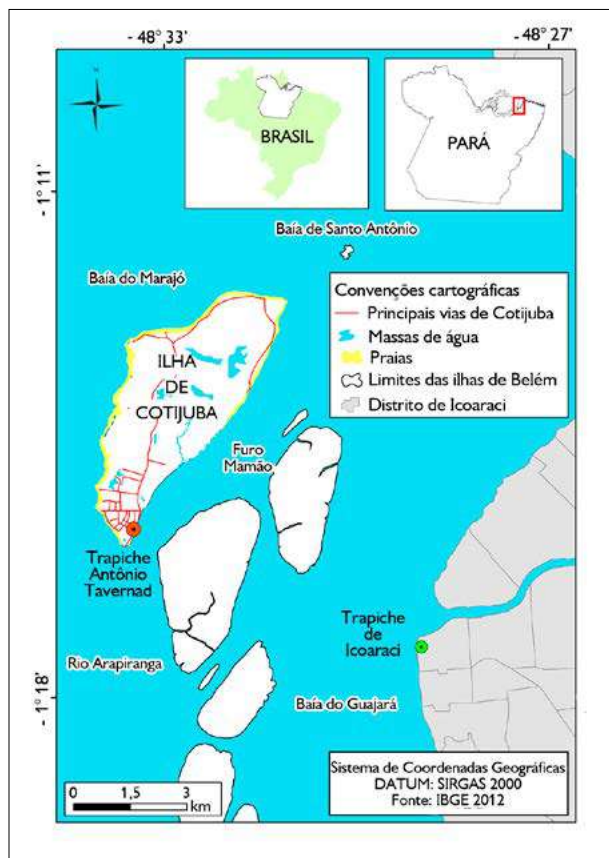 - 48° 33'
- 48° 27'
BRASIL
PARÁ
- 1° 11'
Baía de Santo Antônio
Baía do Marajó
Convenções cartográficas
Principais vias de Cotijuba
Massas de água
Praias
Limites das ilhas de Belém
Distrito de Icoaraci
ILHA
DE
COTIJUBA
Furo
Mamão
Trapiche
Antônio
Tavernad
Trapiche
de
Icoaraci
Rio Arapiranga
- 1° 18'
Baía do Guajará
Sistema de Coordenadas Geográficas
DATUM: SIRGAS 2000
Fonte: IBGE 2012
0 1,5 3
km